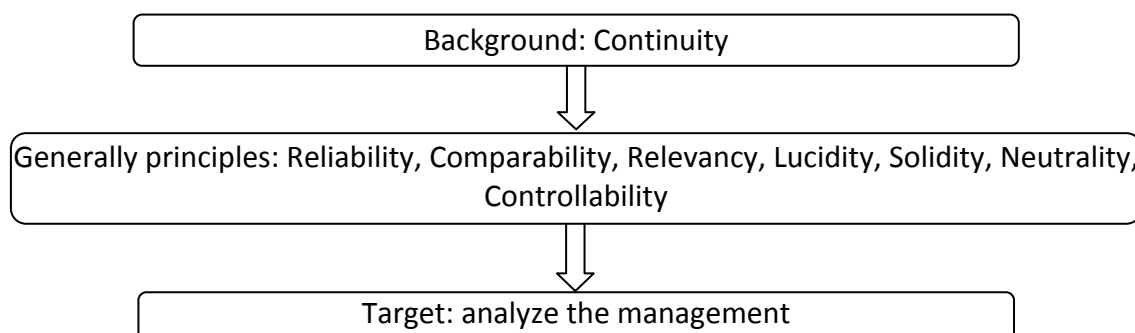 Background: Continuity
Generally principles: Reliability, Comparability, Relevancy, Lucidity, Solidity, Neutrality,
Controllability
Target: analyze the management